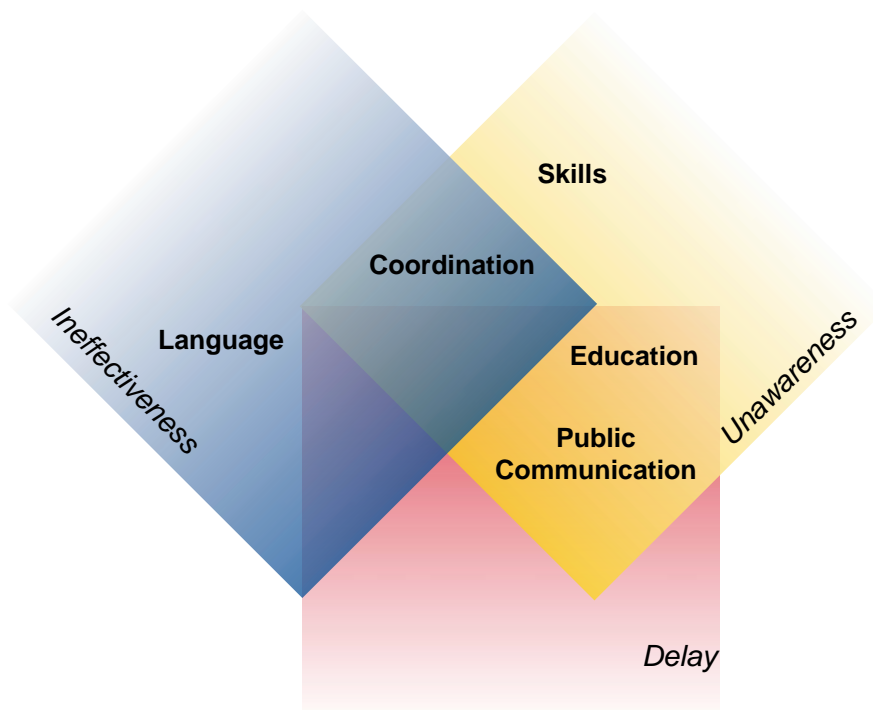 Skills
Coordination
Language
Education
Public
Communication
Ineffectiveness
Unawareness
Delay